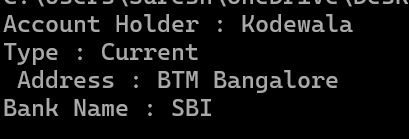 Account Holder : Kodewala
Type : Current
 Address : BTM Bangalore
Bank Name : SBI